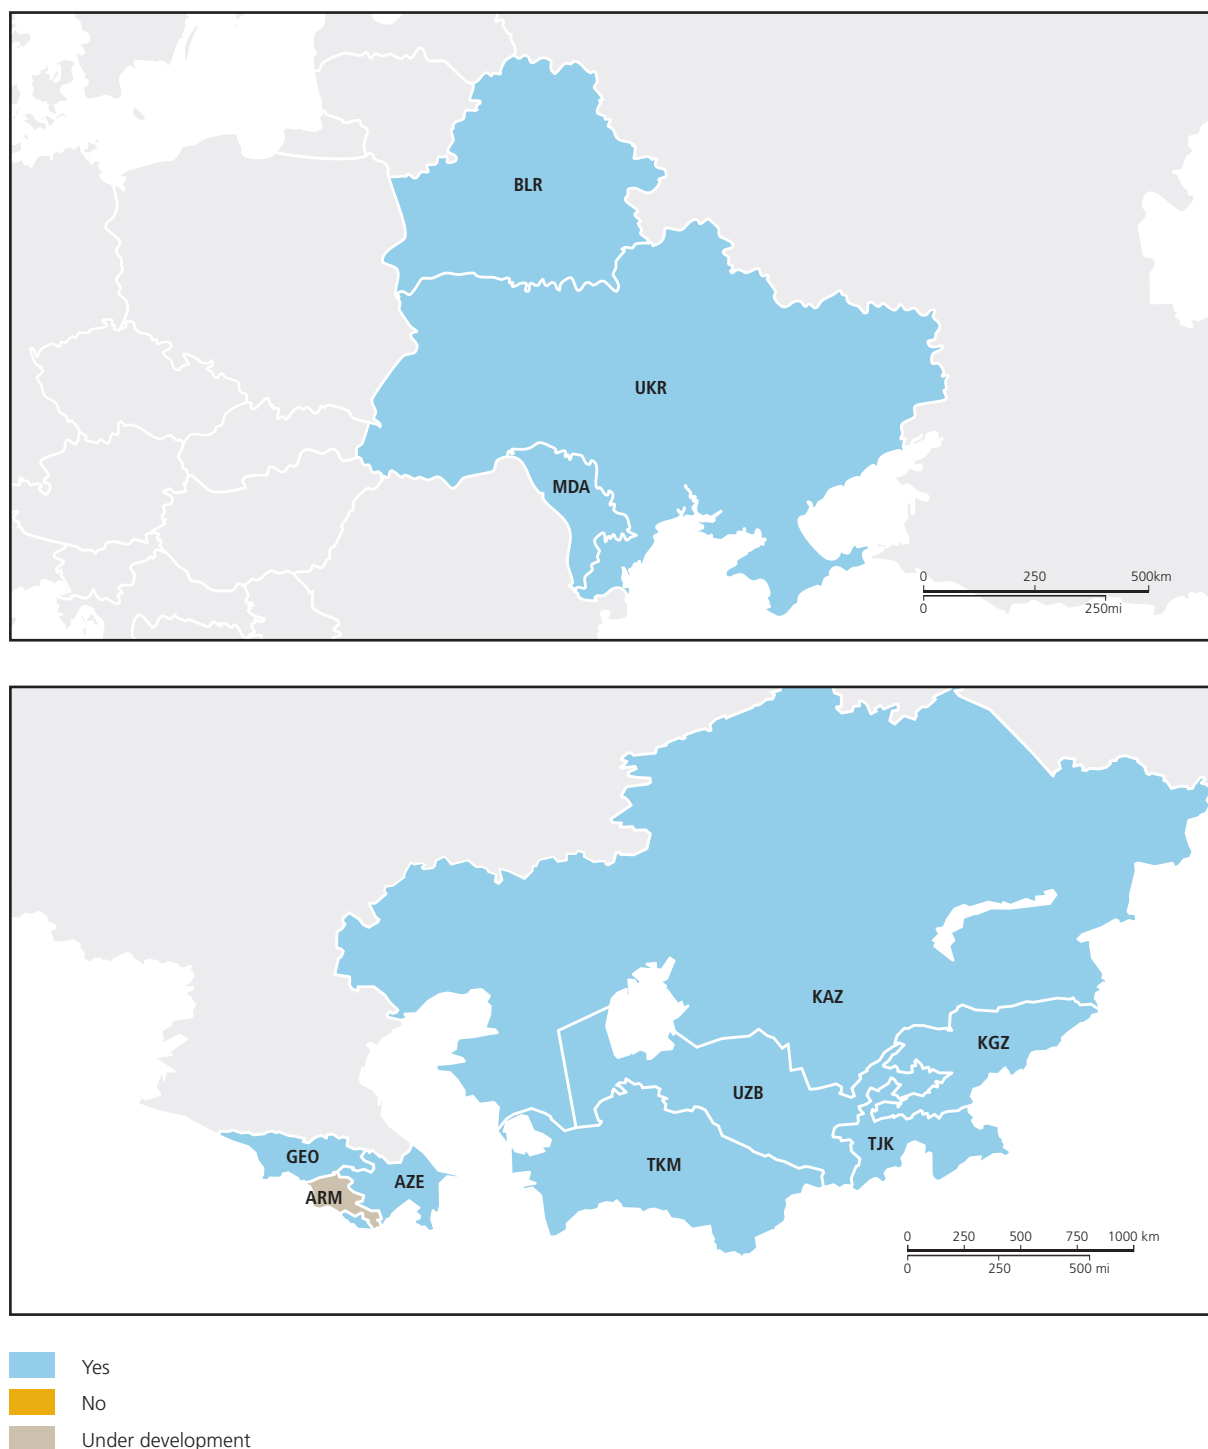 BLR
UKR
MDA
0 250 500km
0 250mi
KAZ
KGZ
UZB
TJK
GEO
TKM
AZE
ARM
0 250 500 750 1000 km
0 250 500 mi
Yes
No
Under development